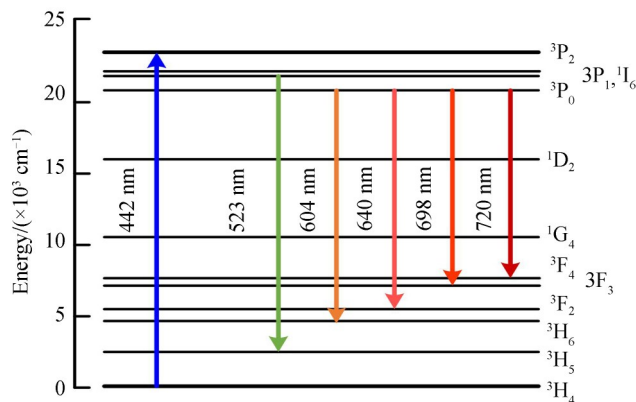 25
20
15
10
5
0
Energy/(×10³ cm⁻¹)
442 nm
523 nm
604 nm
640 nm
698 nm
720 nm
³P₂
3P₁,¹I₆
³P₀
¹D₂
¹G₄
³F₄
3F₃
³F₂
³H₆
³H₅
³H₄